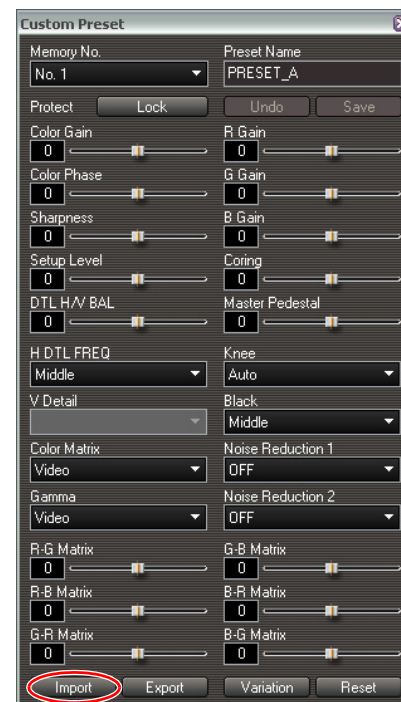 Custom Preset
Memory No. Preset Name
No. 1 PRESET_A
Protect Lock Undo Save
Color Gain R Gain
0 0
Color Phase G Gain
0 0
Sharpness B Gain
0 0
Setup Level Coring
0 0
DTL H/V BAL Master Pedestal
0 0
H DTL FREQ Knee
Middle Auto
V Detail Black
Middle
Color Matrix Noise Reduction 1
Video OFF
Gamma Noise Reduction 2
Video OFF
R-G Matrix G-B Matrix
0 0
R-B Matrix B-R Matrix
0 0
G-R Matrix B-G Matrix
0 0
Import Export Variation Reset